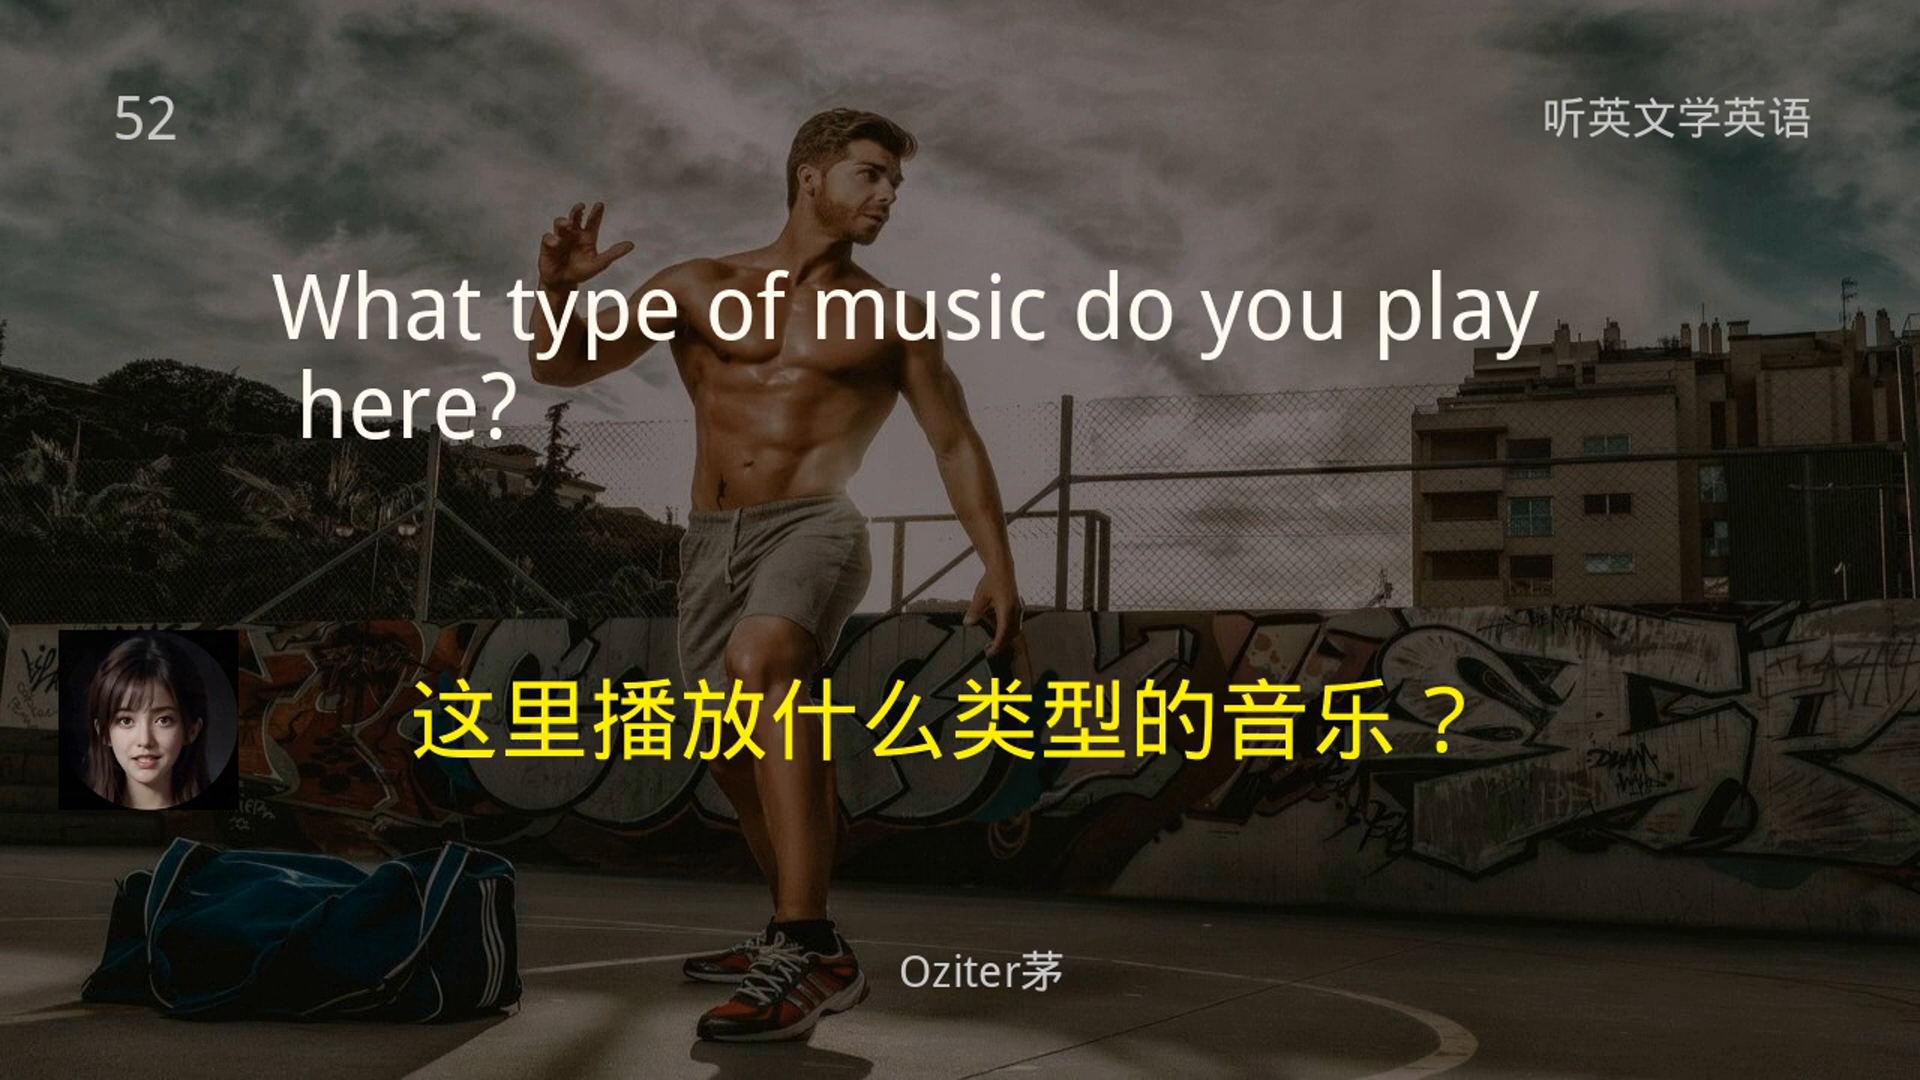 52
听英文学英语
What type of music do you play
here?
这里播放什么类型的音乐？
Oziter茅